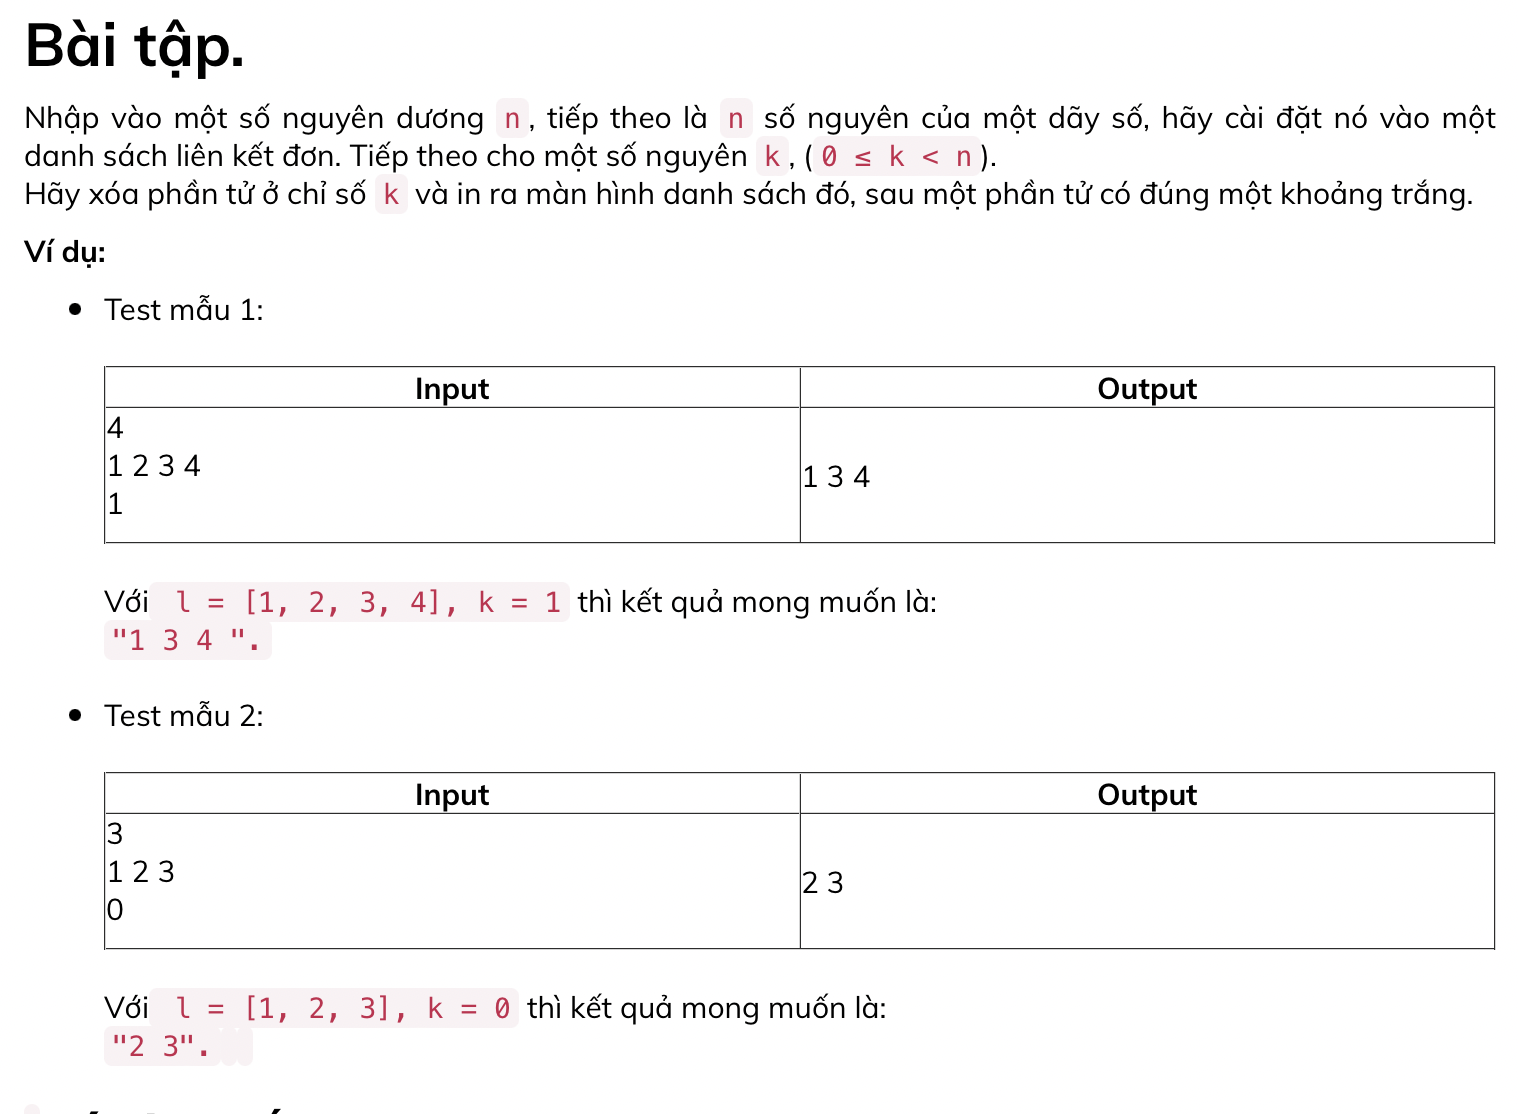 Bài tập.
Nhập vào một số nguyên dương n, tiếp theo là n số nguyên của một dãy số, hãy cài đặt nó vào một
danh sách liên kết đơn. Tiếp theo cho một số nguyên k, (0 ≤ k < n).
Hãy xóa phần tử ở chỉ số k và in ra màn hình danh sách đó, sau một phần tử có đúng một khoảng trắng.
Ví dụ:
Test mẫu 1:
Input Output
4
1 2 3 4
1
1 3 4
Với l = [1, 2, 3, 4], k = 1 thì kết quả mong muốn là:
"1 3 4 ".
Test mẫu 2:
Input Output
3
1 2 3
0
2 3
Với l = [1, 2, 3], k = 0 thì kết quả mong muốn là:
"2 3".